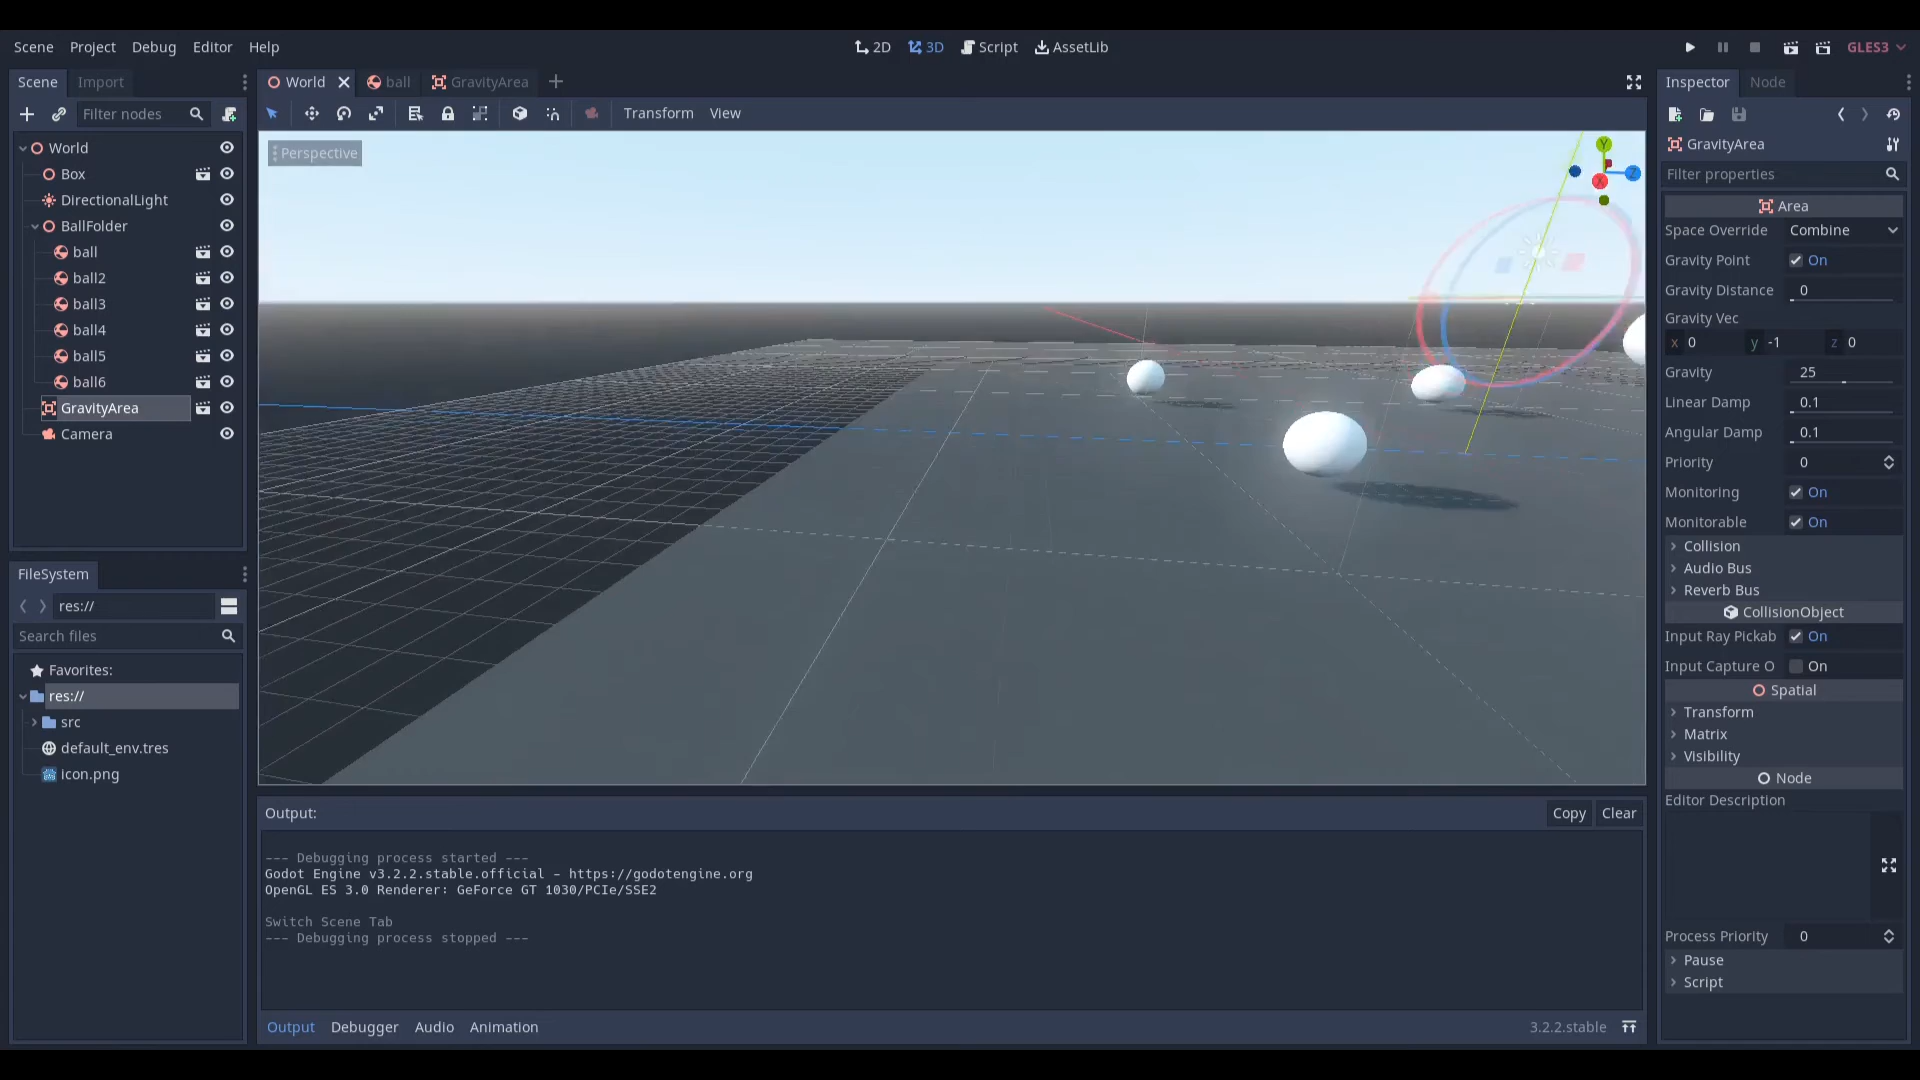 Scene Project Debug Editor Help
2D 3D Script AssetLib
GLES3
Scene Import
World ball GravityArea
Inspector Node
Filter nodes
Transform View
World
Box
DirectionalLight
BallFolder
ball
ball2
ball3
ball4
ball5
ball6
GravityArea
Camera
FileSystem
res://
Search files
Favorites:
res://
src
default_env.tres
icon.png
Perspective
Y
Z
X
Output:
Copy Clear
--- Debugging process started ---
Godot Engine v3.2.2.stable.official - https://godotengine.org
OpenGL ES 3.0 Renderer: GeForce GT 1030/PCIe/SSE2
Switch Scene Tab
--- Debugging process stopped ---
Output Debugger Audio Animation
3.2.2.stable
GravityArea
Filter properties
Area
Space Override Combine
Gravity Point On
Gravity Distance 0
Gravity Vec
x 0 y -1 z 0
Gravity 25
Linear Damp 0.1
Angular Damp 0.1
Priority 0
Monitoring On
Monitorable On
Collision
Audio Bus
Reverb Bus
CollisionObject
Input Ray Pickab On
Input Capture O On
Spatial
Transform
Matrix
Visibility
Node
Editor Description
Process Priority 0
Pause
Script